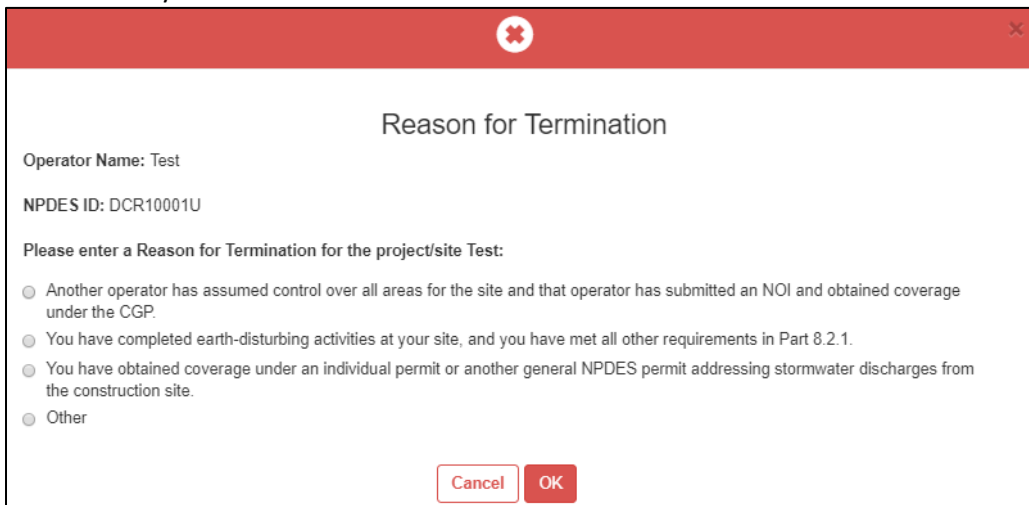 Reason for Termination
Operator Name: Test
NPDES ID: DCR10001U
Please enter a Reason for Termination for the project/site Test:
Another operator has assumed control over all areas for the site and that operator has submitted an NOI and obtained coverage
under the CGP.
You have completed earth-disturbing activities at your site, and you have met all other requirements in Part 8.2.1.
You have obtained coverage under an individual permit or another general NPDES permit addressing stormwater discharges from
the construction site.
Other
Cancel OK